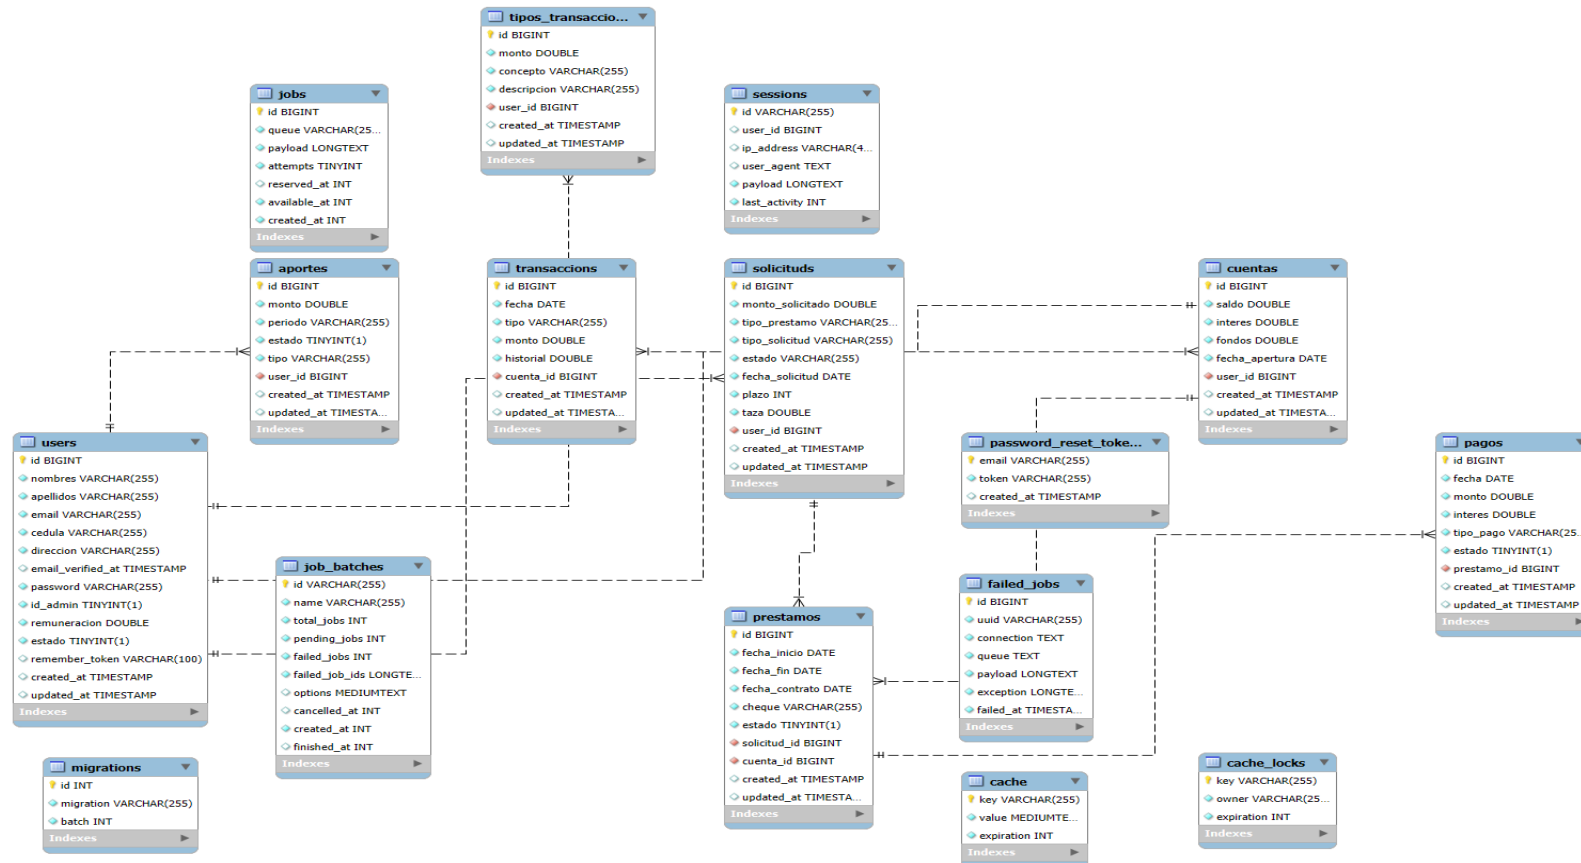 tipos_transaccio...
id BIGINT
monto DOUBLE
concepto VARCHAR(255)
descripcion VARCHAR(255)
user_id BIGINT
created_at TIMESTAMP
updated_at TIMESTAMP
Indexes
jobs
id BIGINT
queue VARCHAR(25...
payload LONGTEXT
attempts TINYINT
reserved_at INT
available_at INT
created_at INT
Indexes
sessions
id VARCHAR(255)
user_id BIGINT
ip_address VARCHAR(4...
user_agent TEXT
payload LONGTEXT
last_activity INT
Indexes
aportes
id BIGINT
monto DOUBLE
periodo VARCHAR(255)
estado TINYINT(1)
tipo VARCHAR(255)
user_id BIGINT
created_at TIMESTAMP
updated_at TIMESTA...
Indexes
transaccions
id BIGINT
fecha DATE
tipo VARCHAR(255)
monto DOUBLE
historial DOUBLE
cuenta_id BIGINT
created_at TIMESTAMP
updated_at TIMESTA...
Indexes
solicituds
id BIGINT
monto_solicitado DOUBLE
tipo_prestamo VARCHAR(25...
tipo_solicitud VARCHAR(255)
estado VARCHAR(255)
fecha_solicitud DATE
plazo INT
taza DOUBLE
user_id BIGINT
created_at TIMESTAMP
updated_at TIMESTAMP
Indexes
cuentas
id BIGINT
saldo DOUBLE
interes DOUBLE
fondos DOUBLE
fecha_apertura DATE
user_id BIGINT
created_at TIMESTAMP
updated_at TIMESTA...
Indexes
users
id BIGINT
nombres VARCHAR(255)
apellidos VARCHAR(255)
email VARCHAR(255)
cedula VARCHAR(255)
direccion VARCHAR(255)
email_verified_at TIMESTAMP
password VARCHAR(255)
id_admin TINYINT(1)
remuneracion DOUBLE
estado TINYINT(1)
remember_token VARCHAR(100)
created_at TIMESTAMP
updated_at TIMESTAMP
Indexes
password_reset_toke...
email VARCHAR(255)
token VARCHAR(255)
created_at TIMESTAMP
Indexes
pagos
id BIGINT
fecha DATE
monto DOUBLE
interes DOUBLE
tipo_pago VARCHAR(25...
estado TINYINT(1)
prestamo_id BIGINT
created_at TIMESTAMP
updated_at TIMESTAMP
Indexes
job_batches
id VARCHAR(255)
name VARCHAR(255)
total_jobs INT
pending_jobs INT
failed_jobs INT
failed_job_ids LONGTE...
options MEDIUMTEXT
cancelled_at INT
created_at INT
finished_at INT
Indexes
failed_jobs
id BIGINT
uuid VARCHAR(255)
connection TEXT
queue TEXT
payload LONGTEXT
exception LONGTE...
failed_at TIMESTA...
Indexes
prestamos
id BIGINT
fecha_inicio DATE
fecha_fin DATE
fecha_contrato DATE
cheque VARCHAR(255)
estado TINYINT(1)
solicitud_id BIGINT
cuenta_id BIGINT
created_at TIMESTAMP
updated_at TIMESTA...
Indexes
migrations
id INT
migration VARCHAR(255)
batch INT
Indexes
cache
key VARCHAR(255)
value MEDIUMTE...
expiration INT
Indexes
cache_locks
key VARCHAR(255)
owner VARCHAR(25...
expiration INT
Indexes